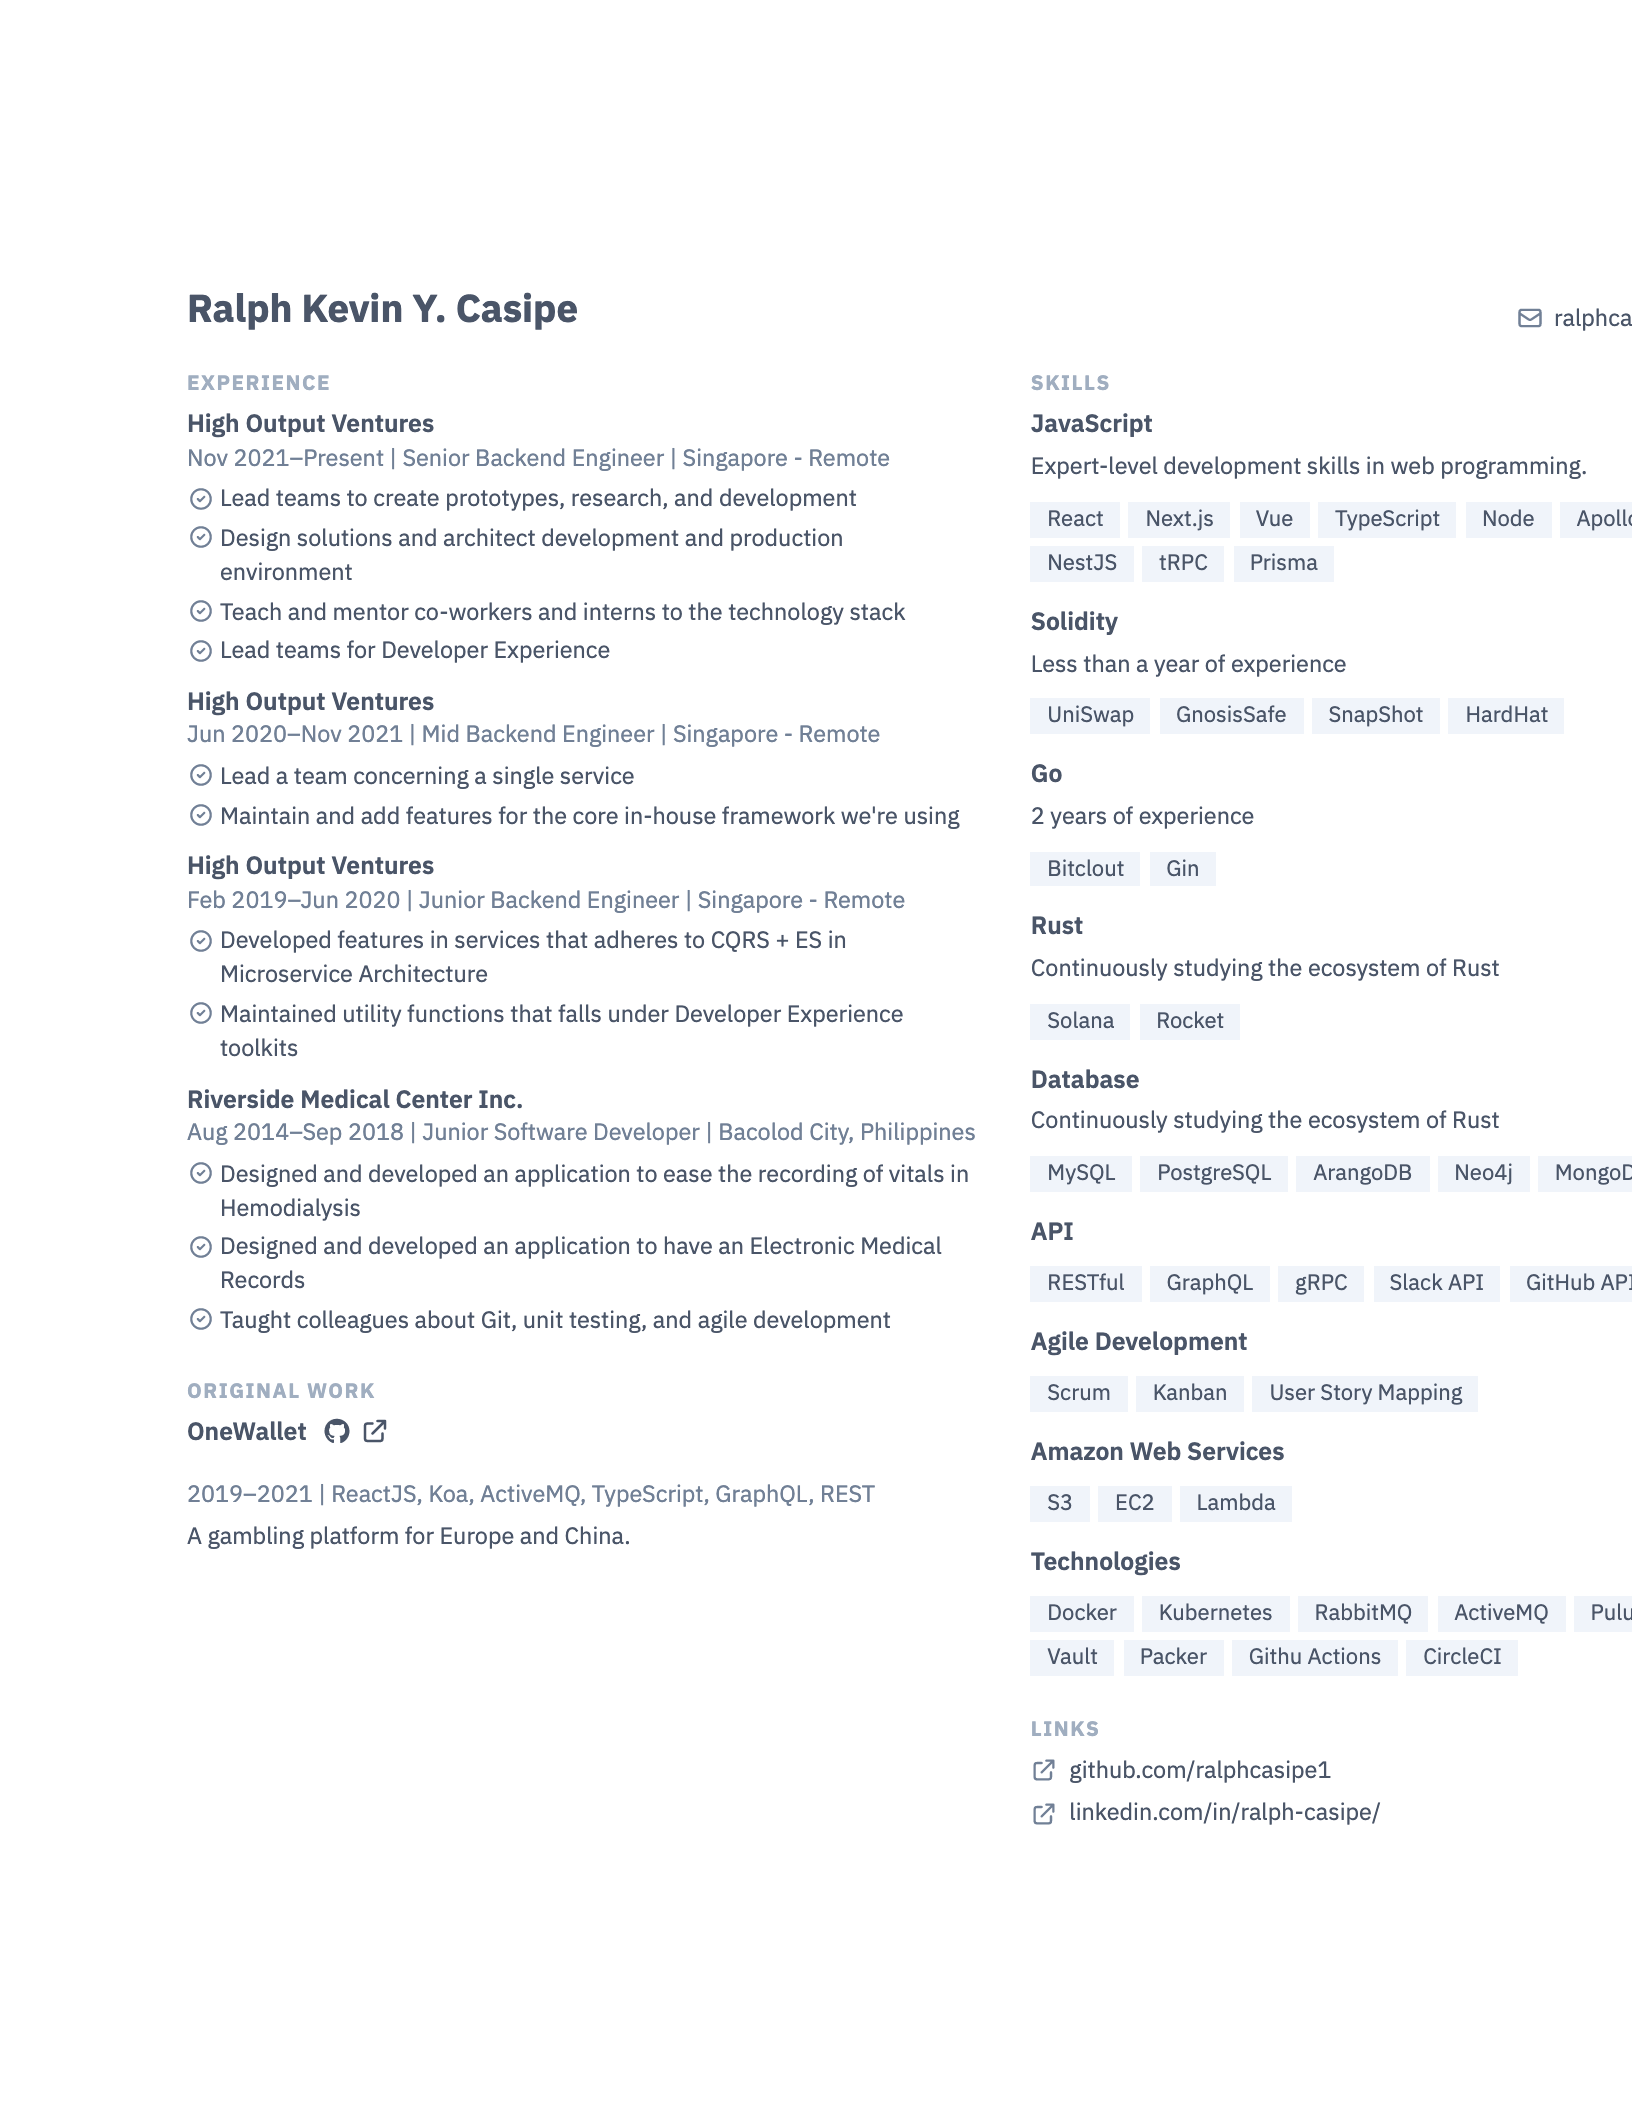 Ralph Kevin Y. Casipe
EXPERIENCE
High Output Ventures
Nov 2021–Present | Senior Backend Engineer | Singapore - Remote
Lead teams to create prototypes, research, and development
Design solutions and architect development and production
environment
Teach and mentor co-workers and interns to the technology stack
Lead teams for Developer Experience
High Output Ventures
Jun 2020–Nov 2021 | Mid Backend Engineer | Singapore - Remote
Lead a team concerning a single service
Maintain and add features for the core in-house framework we're using
High Output Ventures
Feb 2019–Jun 2020 | Junior Backend Engineer | Singapore - Remote
Developed features in services that adheres to CQRS + ES in
Microservice Architecture
Maintained utility functions that falls under Developer Experience
toolkits
Riverside Medical Center Inc.
Aug 2014–Sep 2018 | Junior Software Developer | Bacolod City, Philippines
Designed and developed an application to ease the recording of vitals in
Hemodialysis
Designed and developed an application to have an Electronic Medical
Records
Taught colleagues about Git, unit testing, and agile development
ORIGINAL WORK
OneWallet
2019–2021 | ReactJS, Koa, ActiveMQ, TypeScript, GraphQL, REST
A gambling platform for Europe and China.
SKILLS
JavaScript
Expert-level development skills in web programming.
React Next.js Vue TypeScript Node
NestJS tRPC Prisma
Solidity
Less than a year of experience
UniSwap GnosisSafe SnapShot HardHat
Go
2 years of experience
Bitclout Gin
Rust
Continuously studying the ecosystem of Rust
Solana Rocket
Database
Continuously studying the ecosystem of Rust
MySQL PostgreSQL ArangoDB Neo4j
API
RESTful GraphQL gRPC Slack API GitHub API
Agile Development
Scrum Kanban User Story Mapping
Amazon Web Services
S3 EC2 Lambda
Technologies
Docker Kubernetes RabbitMQ ActiveMQ
Vault Packer Githu Actions CircleCI
LINKS
github.com/ralphcasipe1
linkedin.com/in/ralph-casipe/